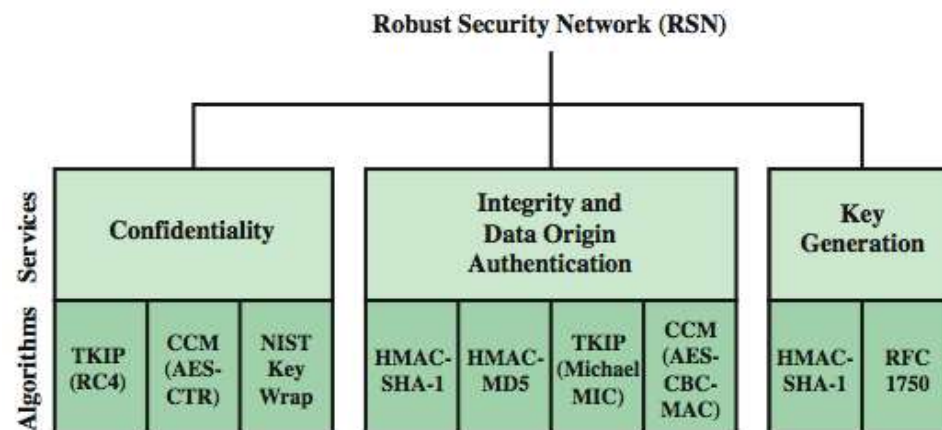 Robust Security Network (RSN)
Services
Confidentiality
Integrity and
Data Origin
Authentication
Key
Generation
Algorithms
TKIP
(RC4)
CCM
(AES-
CTR)
NIST
Key
Wrap
HMAC-
SHA-1
HMAC-
MD5
TKIP
(Michael
MIC)
CCM
(AES-
CBC-
MAC)
HMAC-
SHA-1
RFC
1750